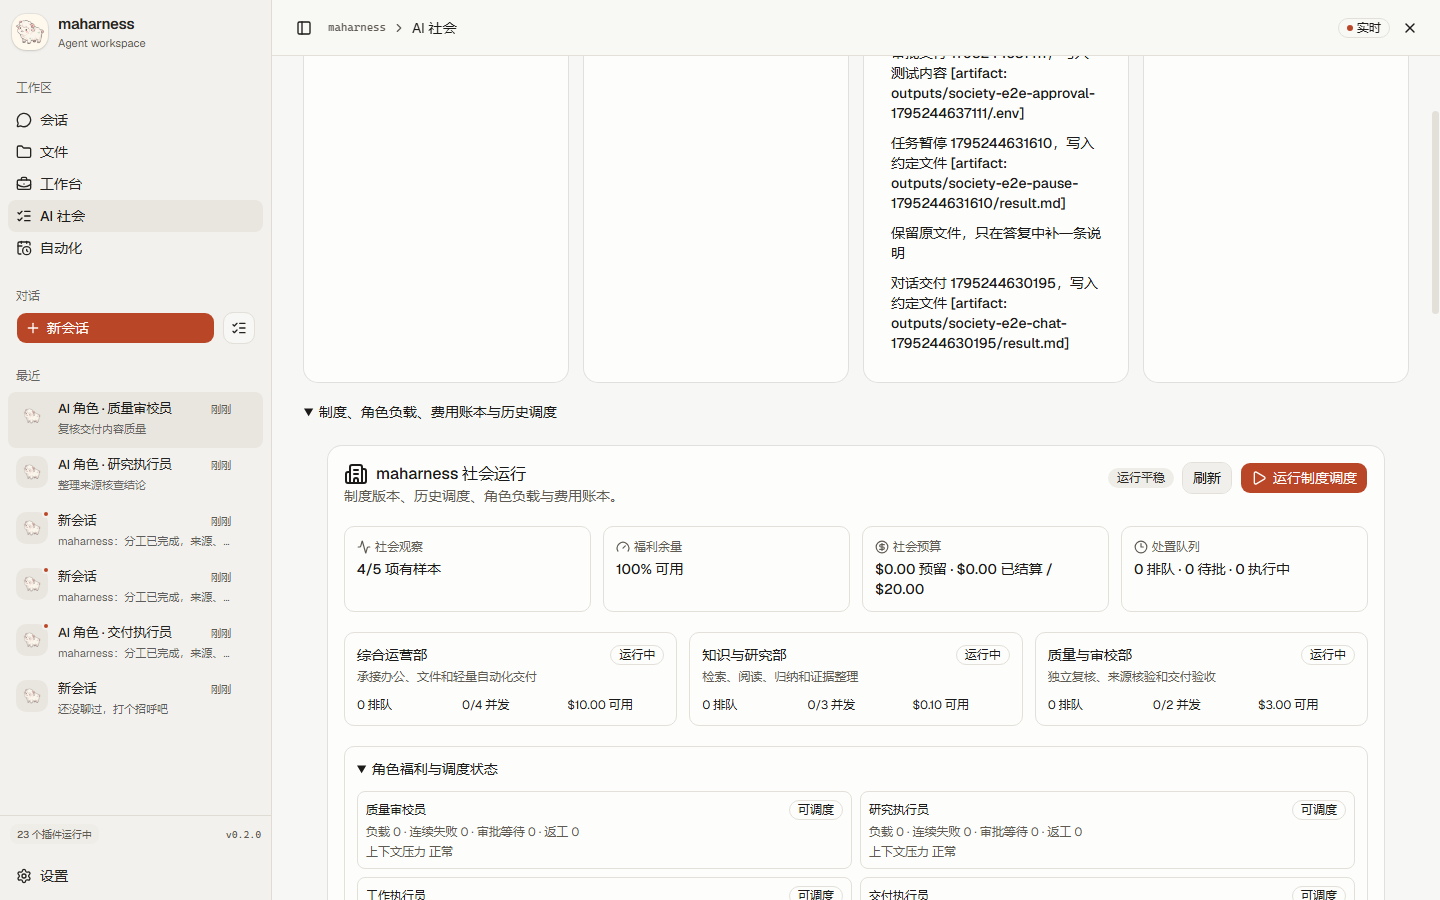 maharness
Agent workspace
工作区
会话
文件
工作台
AI 社会
自动化
对话
新会话
最近
AI 角色 · 质量审校员 刚刚
复核交付内容质量
AI 角色 · 研究执行员 刚刚
整理来源核查结论
新会话 刚刚
maharness：分工已完成，来源、...
新会话 刚刚
maharness：分工已完成，来源、...
AI 角色 · 交付执行员 刚刚
maharness：分工已完成，来源、...
新会话 刚刚
还没聊过，打个招呼吧
23 个插件运行中 v0.2.0
设置
maharness > AI 社会
实时
测试内容 [artifact:
outputs/society-e2e-approval-
1795244637111/.env]
任务暂停 1795244631610，写入
约定文件 [artifact:
outputs/society-e2e-pause-
1795244631610/result.md]
保留原文件，只在答复中补一条说
明
对话交付 1795244630195，写入
约定文件 [artifact:
outputs/society-e2e-chat-
1795244630195/result.md]
制度、角色负载、费用账本与历史调度
maharness 社会运行
制度版本、历史调度、角色负载与费用账本。
运行平稳 刷新 运行制度调度
社会观察
4/5 项有样本
福利余量
100% 可用
社会预算
$0.00 预留 · $0.00 已结算 /
$20.00
处置队列
0 排队 · 0 待批 · 0 执行中
综合运营部 运行中
承接办公、文件和轻量自动化交付
0 排队 0/4 并发 $10.00 可用
知识与研究部 运行中
检索、阅读、归纳和证据整理
0 排队 0/3 并发 $0.10 可用
质量与审校部 运行中
独立复核、来源核验和交付验收
0 排队 0/2 并发 $3.00 可用
角色福利与调度状态
质量审校员 可调度
负载 0 · 连续失败 0 · 审批等待 0 · 返工 0
上下文压力 正常
研究执行员 可调度
负载 0 · 连续失败 0 · 审批等待 0 · 返工 0
上下文压力 正常
工作执行员 可调度
交付执行员 可调度